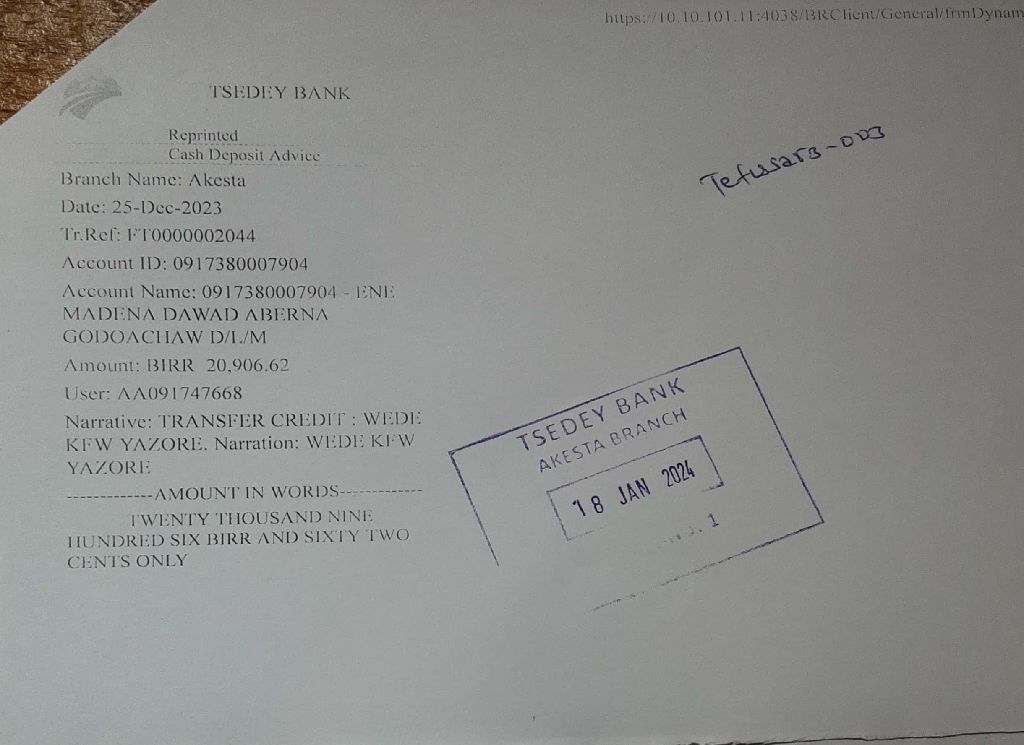 https://10.10.101.11:4038/BRClient/General/frmDynam
TSEDEY BANK
Reprinted
Cash Deposit Advice
Branch Name: Akesta
Date: 25-Dec-2023
Tr.Ref: FT0000002044
Account ID: 0917380007904
Account Name: 0917380007904 - ENE
MADENA DAWAD ABERNA
GODOACHAW D/L/M
Amount: BIRR 20,906.62
User: AA091747668
Narrative: TRANSFER CREDIT : WEDE
KFW YAZORE. Narration: WEDE KFW
YAZORE
-------------AMOUNT IN WORDS-------------
TWENTY THOUSAND NINE
HUNDRED SIX BIRR AND SIXTY TWO
CENTS ONLY
TSEDEY BANK
AKESTA BRANCH
18 JAN 2024